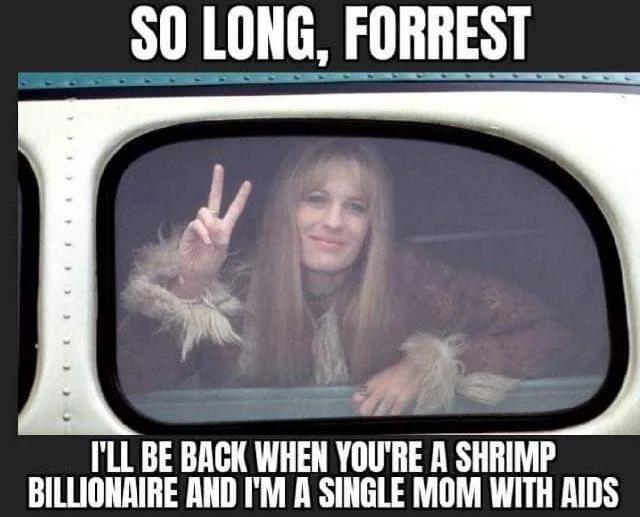 SO LONG, FORREST
I'LL BE BACK WHEN YOU'RE A SHRIMP
BILLIONAIRE AND I'M A SINGLE MOM WITH AIDS